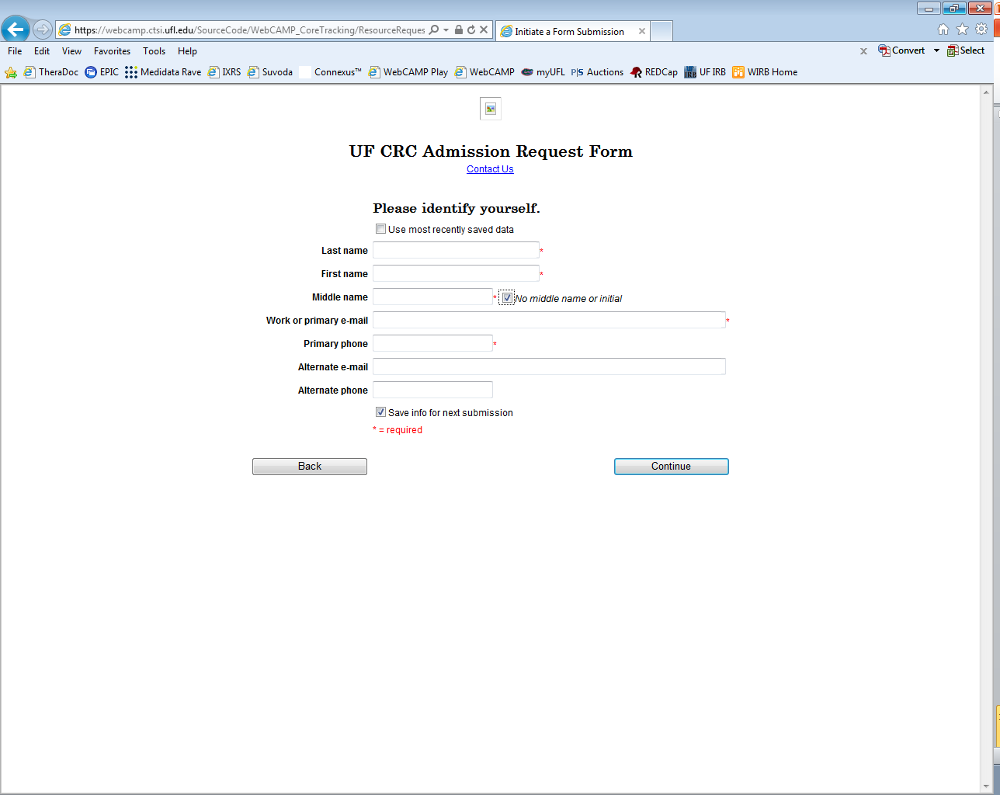 https://webcamp.ctsi.ufl.edu/SourceCode/WebCAMP_CoreTracking/ResourceReques
Initiate a Form Submission
File Edit View Favorites Tools Help
Convert Select
TheraDoc EPIC Medidata Rave IXRS Suvoda Connexus™ WebCAMP Play WebCAMP myUFL P|S Auctions REDCap UF IRB WIRB Home
UF CRC Admission Request Form
Contact Us
Please identify yourself.
Use most recently saved data
Last name *
First name *
Middle name * No middle name or initial
Work or primary e-mail *
Primary phone *
Alternate e-mail
Alternate phone
Save info for next submission
* = required
Back Continue